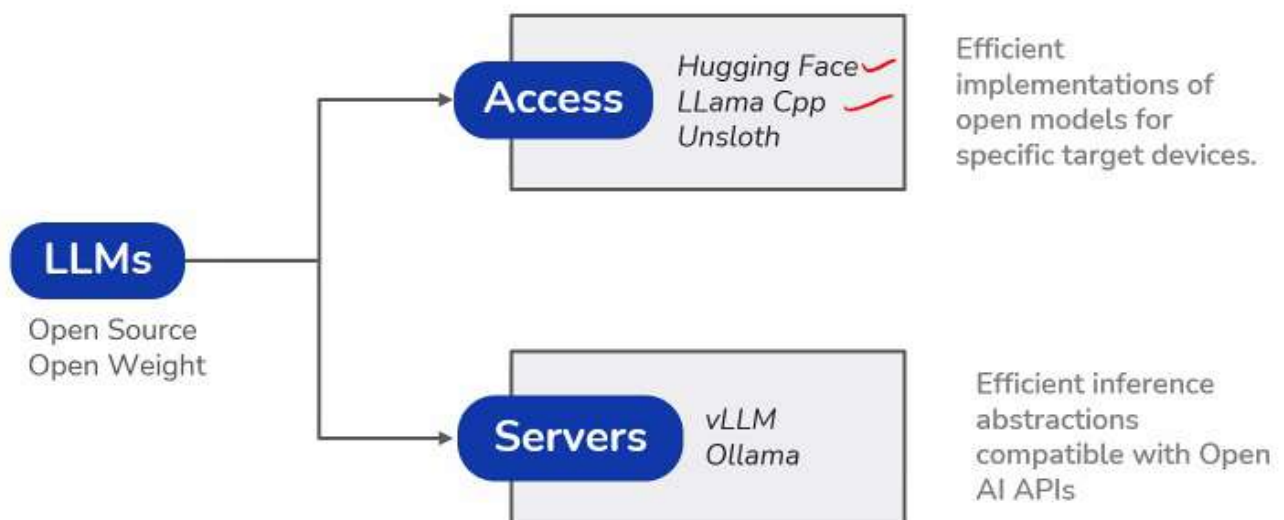 Access
Hugging Face
LLama Cpp
Unsloth
Efficient
implementations of
open models for
specific target devices.
LLMs
Open Source
Open Weight
Servers
vLLM
Ollama
Efficient inference
abstractions
compatible with Open
AI APIs